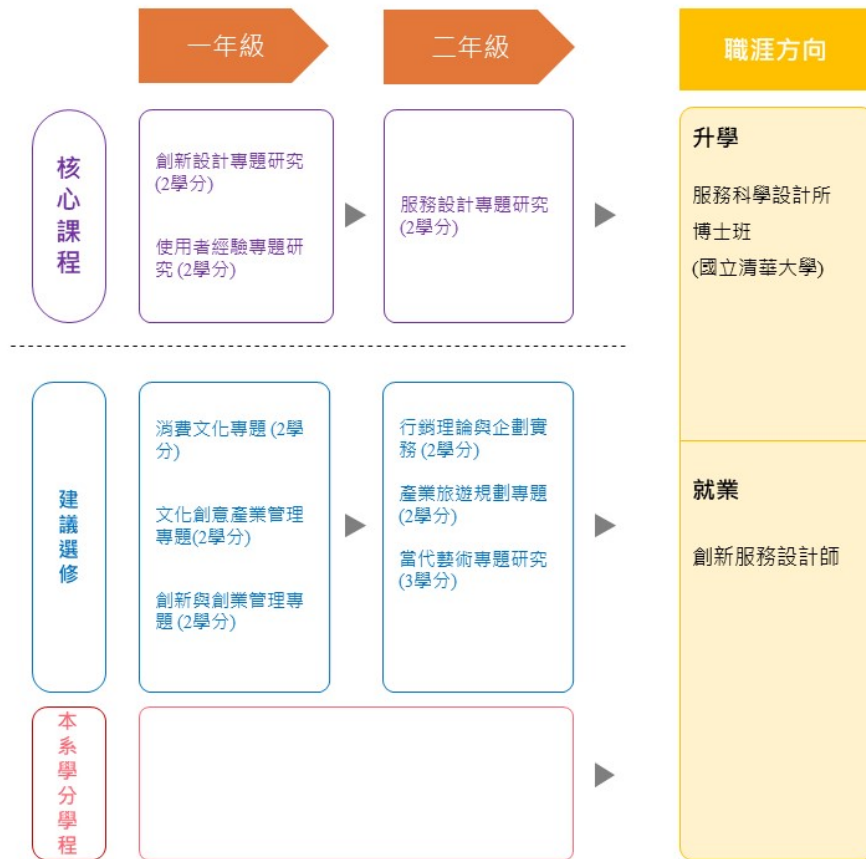 一年級
二年級
職涯方向
核
心
課
程
創新設計專題研究
(2學分)
使用者經驗專題研
究 (2學分)
服務設計專題研究
(2學分)
升學
服務科學設計所
博士班
(國立清華大學)
建
議
選
修
消費文化專題 (2學
分)
文化創意產業管理
專題(2學分)
創新與創業管理專
題 (2學分)
行銷理論與企劃實
務 (2學分)
產業旅遊規劃專題
(2學分)
當代藝術專題研究
(3學分)
就業
創新服務設計師
本
系
學
分
學
程